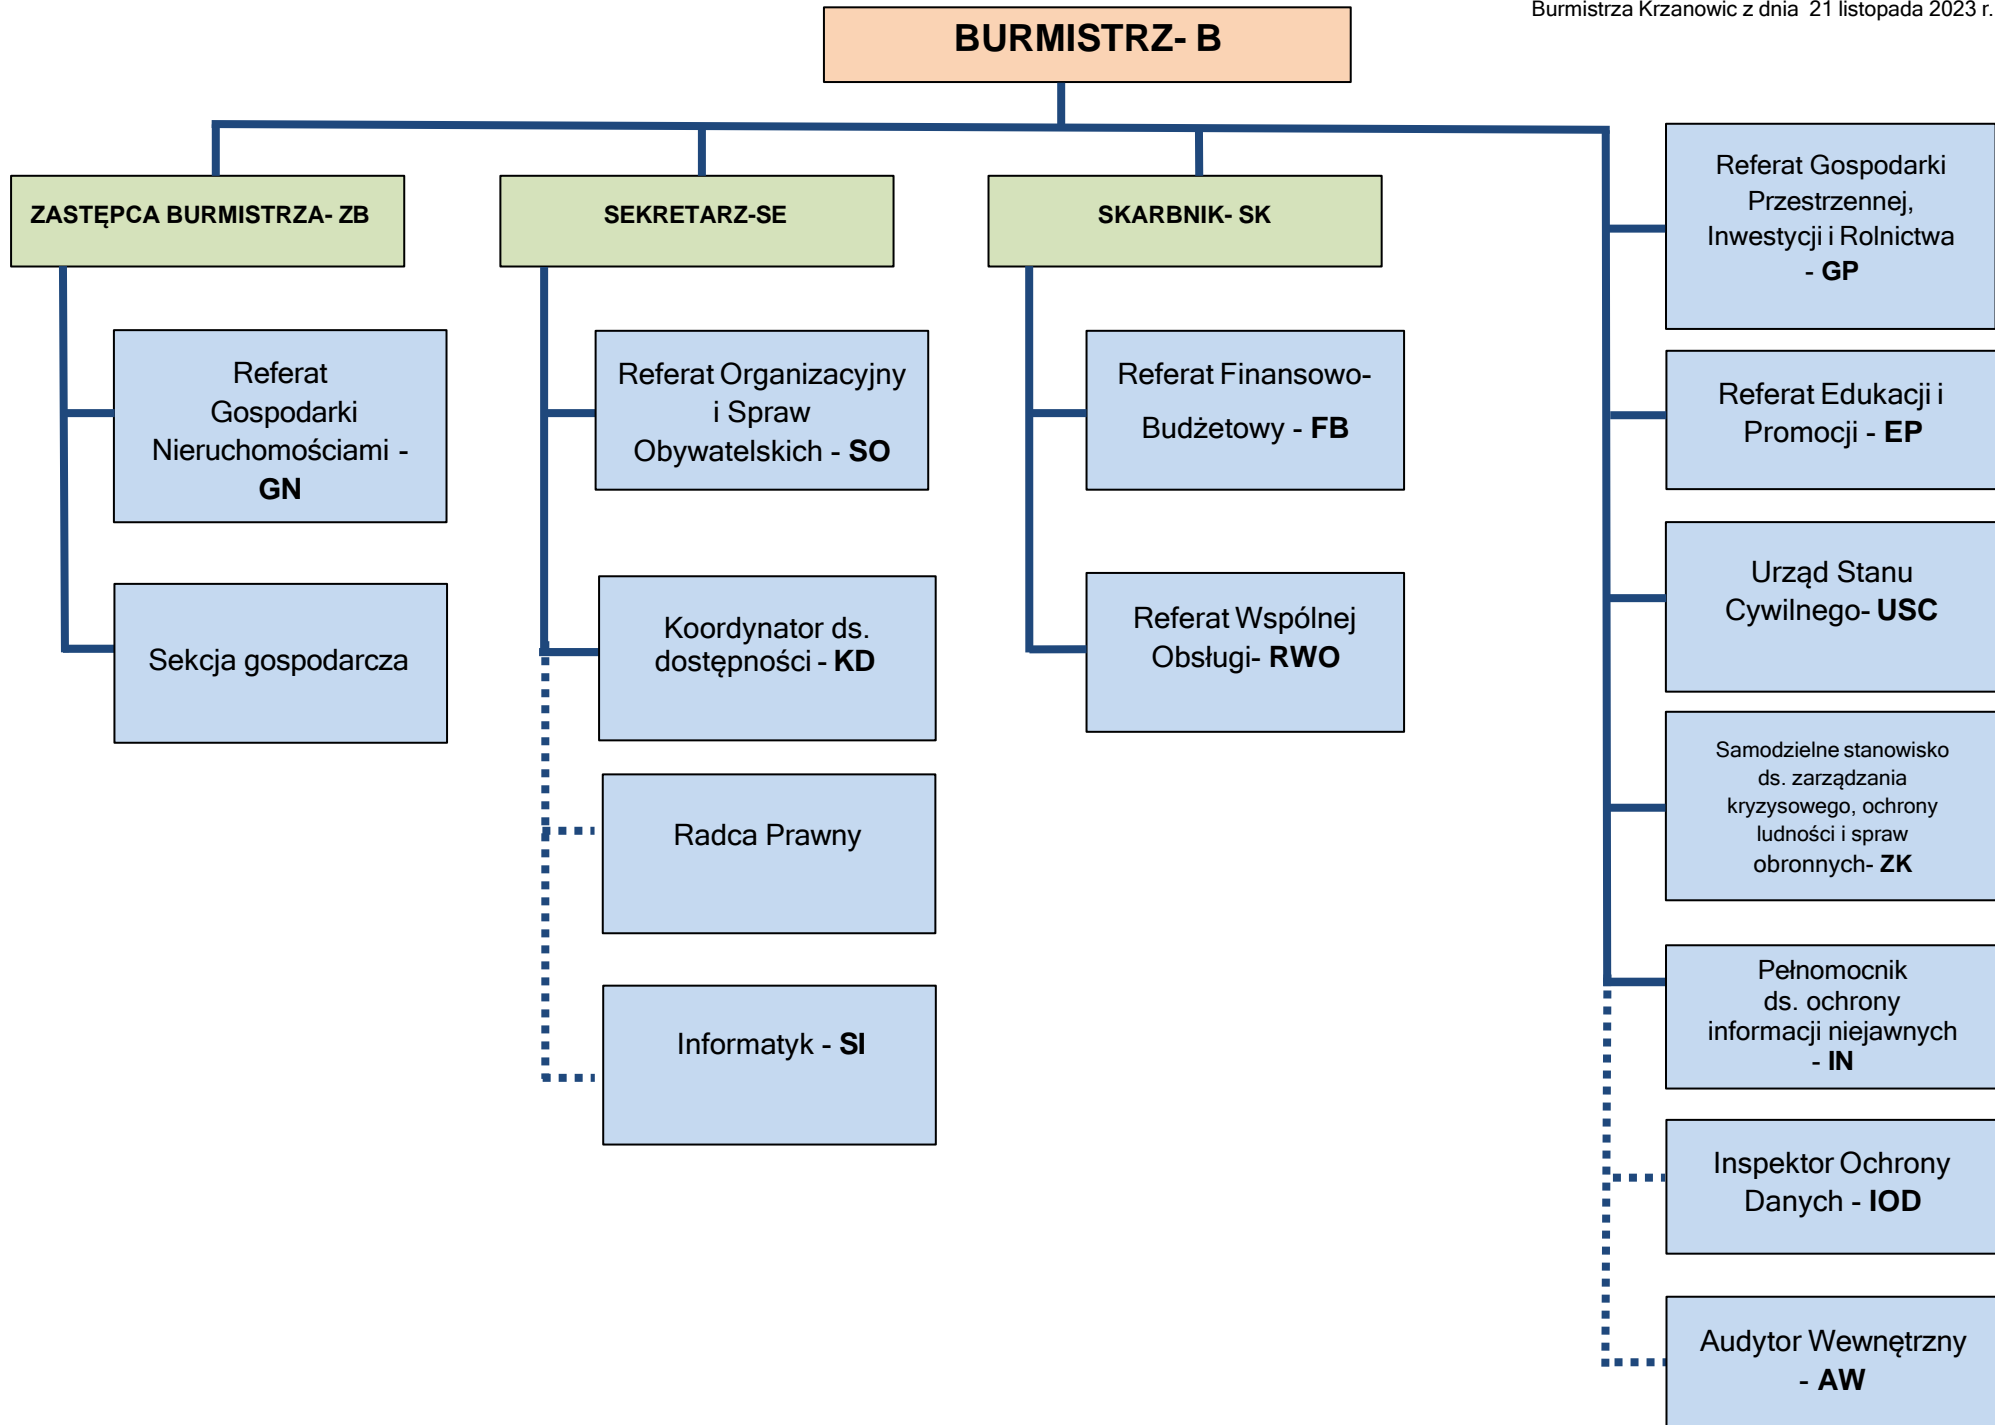 Burmistrza Krzanowic z dnia 21 listopada 2023 r.
BURMISTRZ- B
ZASTĘPCA BURMISTRZA- ZB
SEKRETARZ-SE
SKARBNIK- SK
Referat
Gospodarki
Nieruchomościami -
GN
Sekcja gospodarcza
Referat Organizacyjny
i Spraw
Obywatelskich - SO
Koordynator ds.
dostępności - KD
Radca Prawny
Informatyk - SI
Referat Finansowo-
Budżetowy - FB
Referat Wspólnej
Obsługi- RWO
Referat Gospodarki
Przestrzennej,
Inwestycji i Rolnictwa
- GP
Referat Edukacji i
Promocji - EP
Urząd Stanu
Cywilnego- USC
Samodzielne stanowisko
ds. zarządzania
kryzysowego, ochrony
ludności i spraw
obronnych- ZK
Pełnomocnik
ds. ochrony
informacji niejawnych
- IN
Inspektor Ochrony
Danych - IOD
Audytor Wewnętrzny
- AW